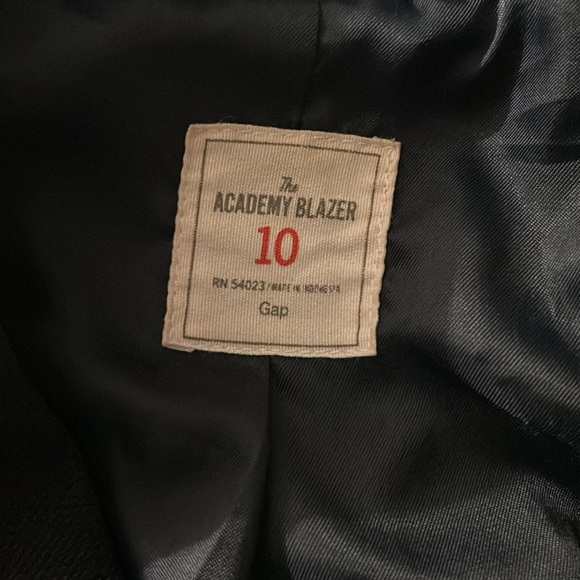 The
ACADEMY BLAZER
10
RN 54023/MADE IN INDONESIA
Gap